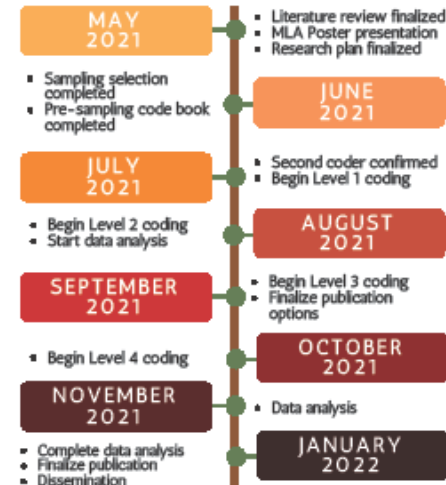 MAY
2021
Literature review finalized
MLA Poster presentation
Research plan finalized
Sampling selection
completed
Pre-sampling code book
completed
JUNE
2021
JULY
2021
Second coder confirmed
Begin Level 1 coding
Begin Level 2 coding
Start data analysis
AUGUST
2021
SEPTEMBER
2021
Begin Level 3 coding
Finalize publication
options
Begin Level 4 coding
OCTOBER
2021
NOVEMBER
2021
Data analysis
Complete data analysis
Finalize publication
Dissemination
JANUARY
2022